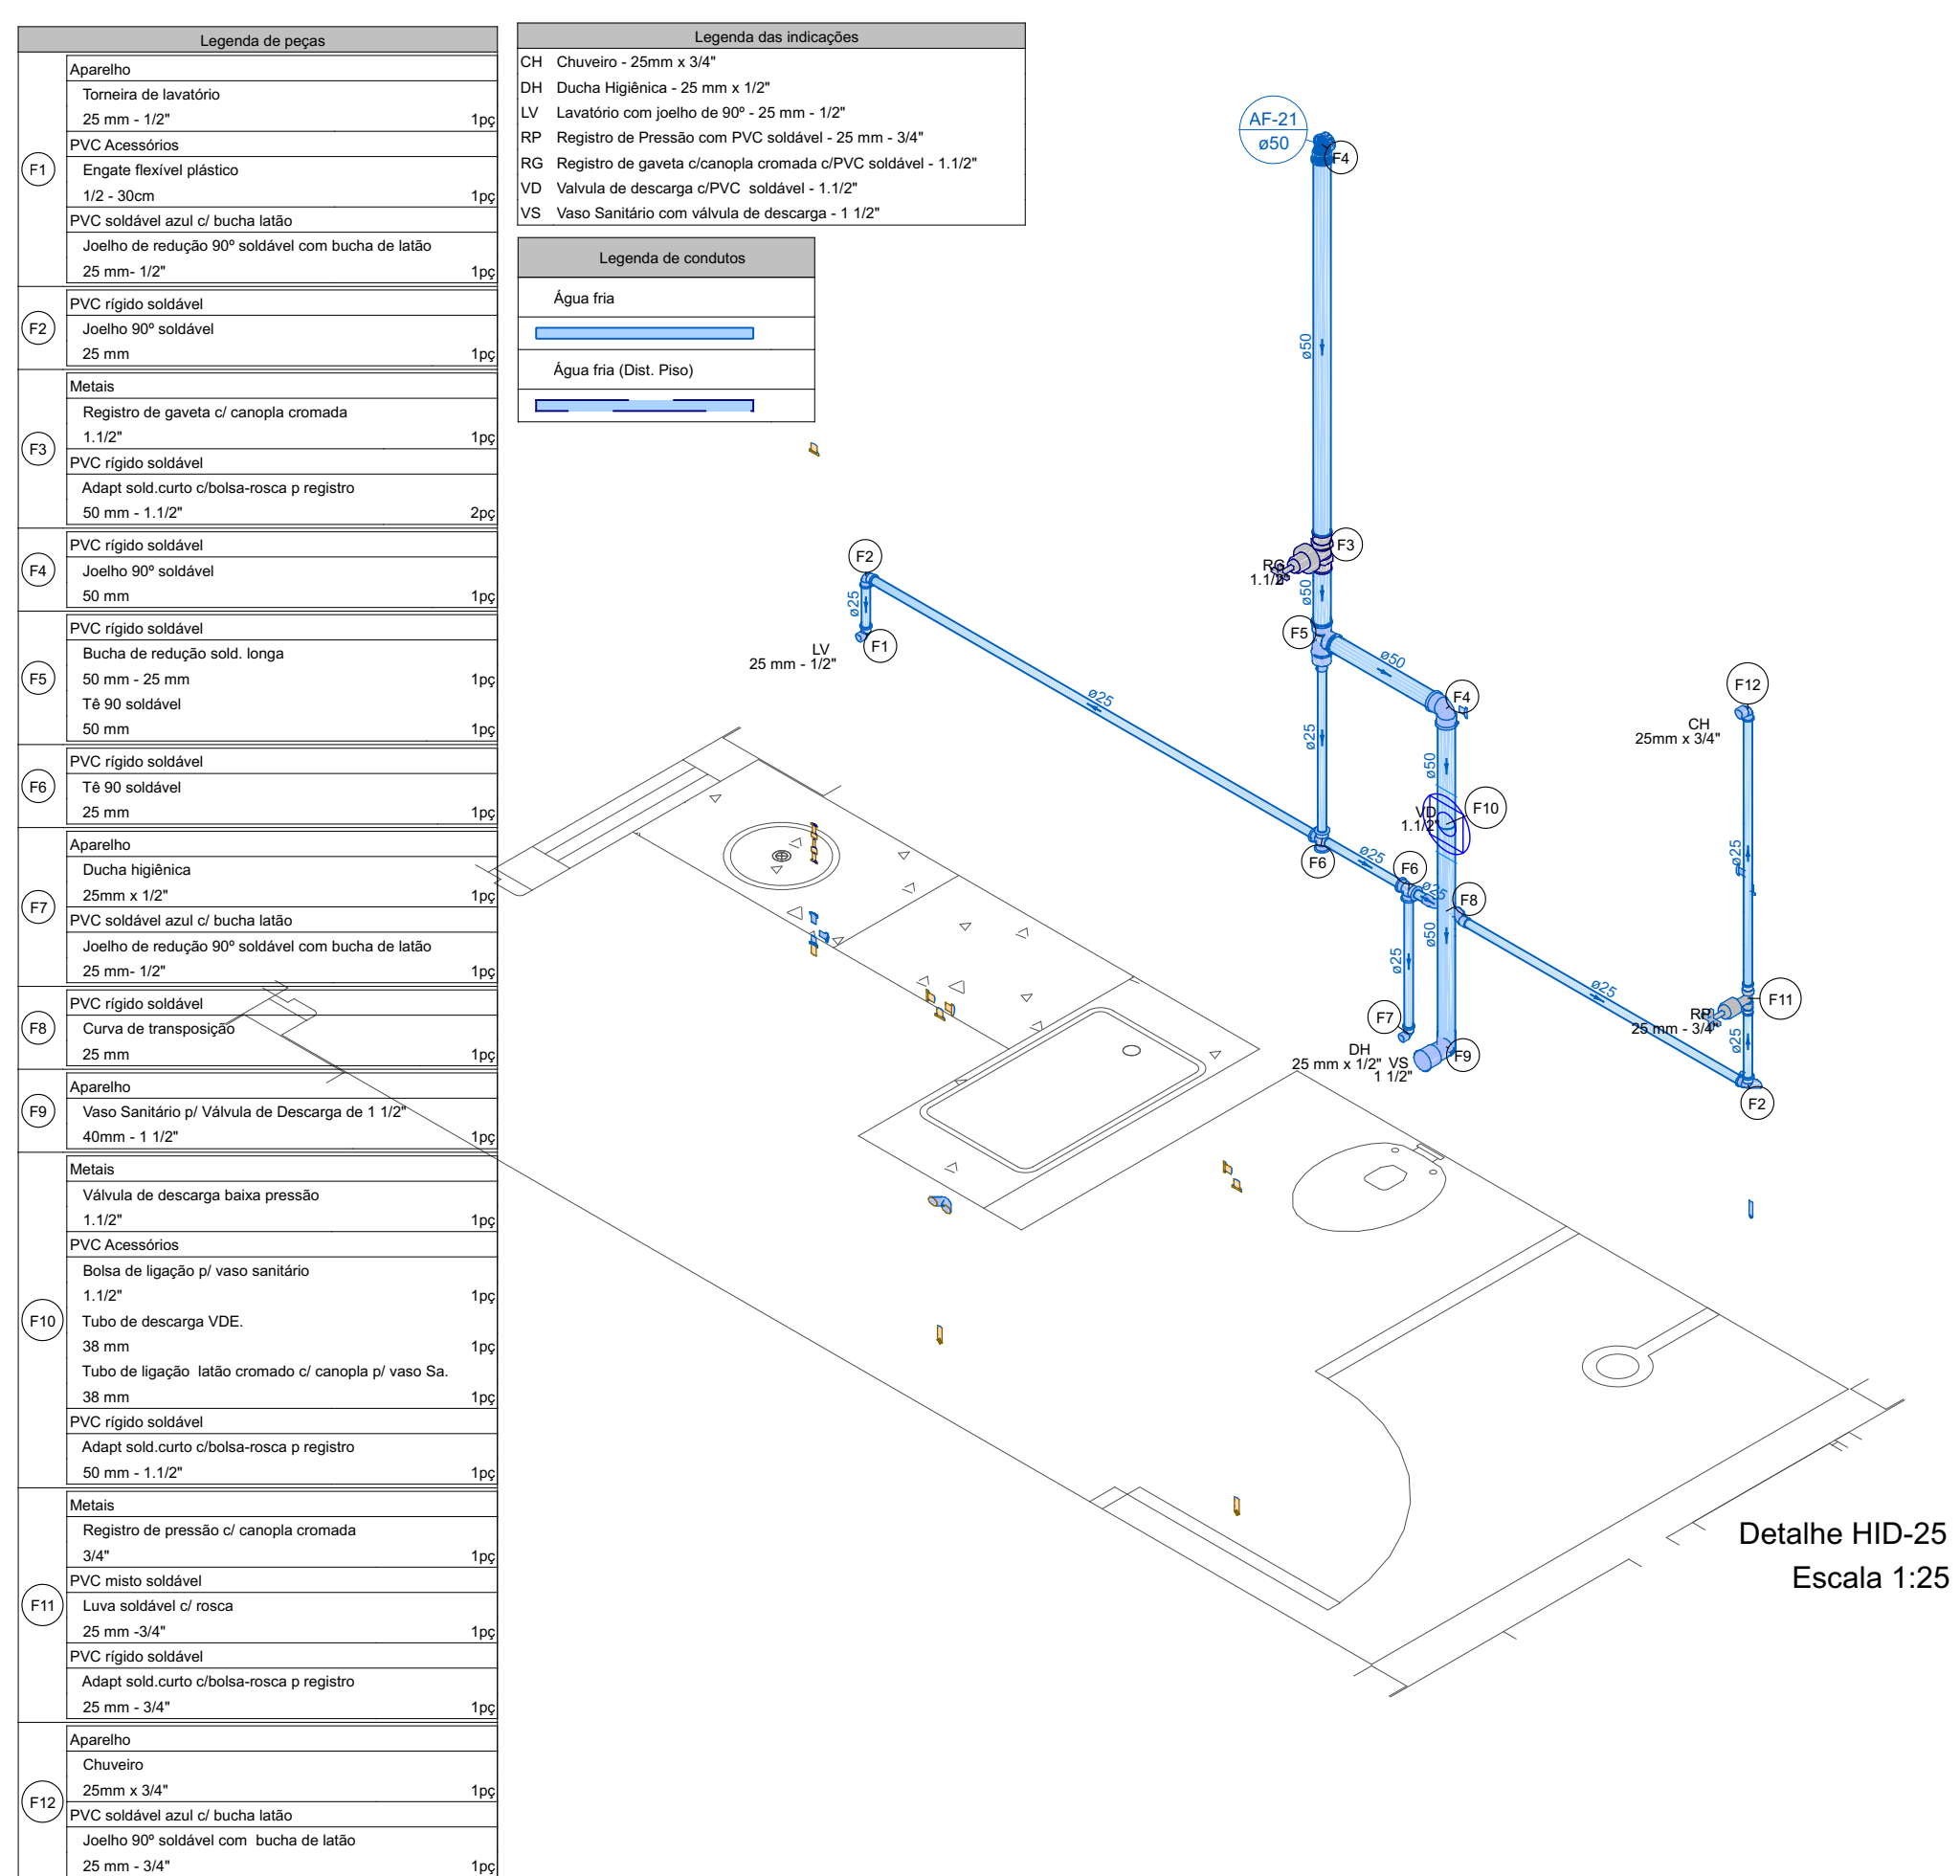 Legenda de peças
F1
Aparelho
Torneira de lavatório
25 mm - 1/2" 1pç
PVC Acessórios
Engate flexível plástico
1/2 - 30cm 1pç
PVC soldável azul c/ bucha latão
Joelho de redução 90º soldável com bucha de latão
25 mm- 1/2" 1pç
F2
PVC rígido soldável
Joelho 90º soldável
25 mm 1pç
F3
Metais
Registro de gaveta c/ canopla cromada
1.1/2" 1pç
PVC rígido soldável
Adapt sold.curto c/bolsa-rosca p registro
50 mm - 1.1/2" 2pç
F4
PVC rígido soldável
Joelho 90º soldável
50 mm 1pç
F5
PVC rígido soldável
Bucha de redução sold. longa
50 mm - 25 mm 1pç
Tê 90 soldável
50 mm 1pç
F6
PVC rígido soldável
Tê 90 soldável
25 mm 1pç
F7
Aparelho
Ducha higiênica
25mm x 1/2" 1pç
PVC soldável azul c/ bucha latão
Joelho de redução 90º soldável com bucha de latão
25 mm- 1/2" 1pç
F8
PVC rígido soldável
Curva de transposição
25 mm 1pç
F9
Aparelho
Vaso Sanitário p/ Válvula de Descarga de 1 1/2"
40mm - 1 1/2" 1pç
F10
Metais
Válvula de descarga baixa pressão
1.1/2" 1pç
PVC Acessórios
Bolsa de ligação p/ vaso sanitário
1.1/2" 1pç
Tubo de descarga VDE.
38 mm 1pç
Tubo de ligação latão cromado c/ canopla p/ vaso Sa.
38 mm 1pç
PVC rígido soldável
Adapt sold.curto c/bolsa-rosca p registro
50 mm - 1.1/2" 1pç
F11
Metais
Registro de pressão c/ canopla cromada
3/4" 1pç
PVC misto soldável
Luva soldável c/ rosca
25 mm -3/4" 1pç
PVC rígido soldável
Adapt sold.curto c/bolsa-rosca p registro
25 mm - 3/4" 1pç
F12
Aparelho
Chuveiro
25mm x 3/4" 1pç
PVC soldável azul c/ bucha latão
Joelho 90º soldável com bucha de latão
25 mm - 3/4" 1pç
Legenda das indicações
CH Chuveiro - 25mm x 3/4"
DH Ducha Higiênica - 25 mm x 1/2"
LV Lavatório com joelho de 90º - 25 mm - 1/2"
RP Registro de Pressão com PVC soldável - 25 mm - 3/4"
RG Registro de gaveta c/canopla cromada c/PVC soldável - 1.1/2"
VD Valvula de descarga c/PVC soldável - 1.1/2"
VS Vaso Sanitário com válvula de descarga - 1 1/2"
Legenda de condutos
Água fria
Água fria (Dist. Piso)
AF-21
ø50
F4
ø50
F3
RG
1.1/2"
ø50
F5
ø50
F4
F2
ø25
F1
LV
25 mm - 1/2"
ø25
ø25
ø50
VD
1.1/2"
F10
F6
ø25
F6
ø25
F8
ø50
ø25
F7
DH
25 mm x 1/2"
VS
1 1/2"
F9
ø25
F12
CH
25mm x 3/4"
ø25
F11
RP
25 mm - 3/4"
ø25
F2
Detalhe HID-25
Escala 1:25